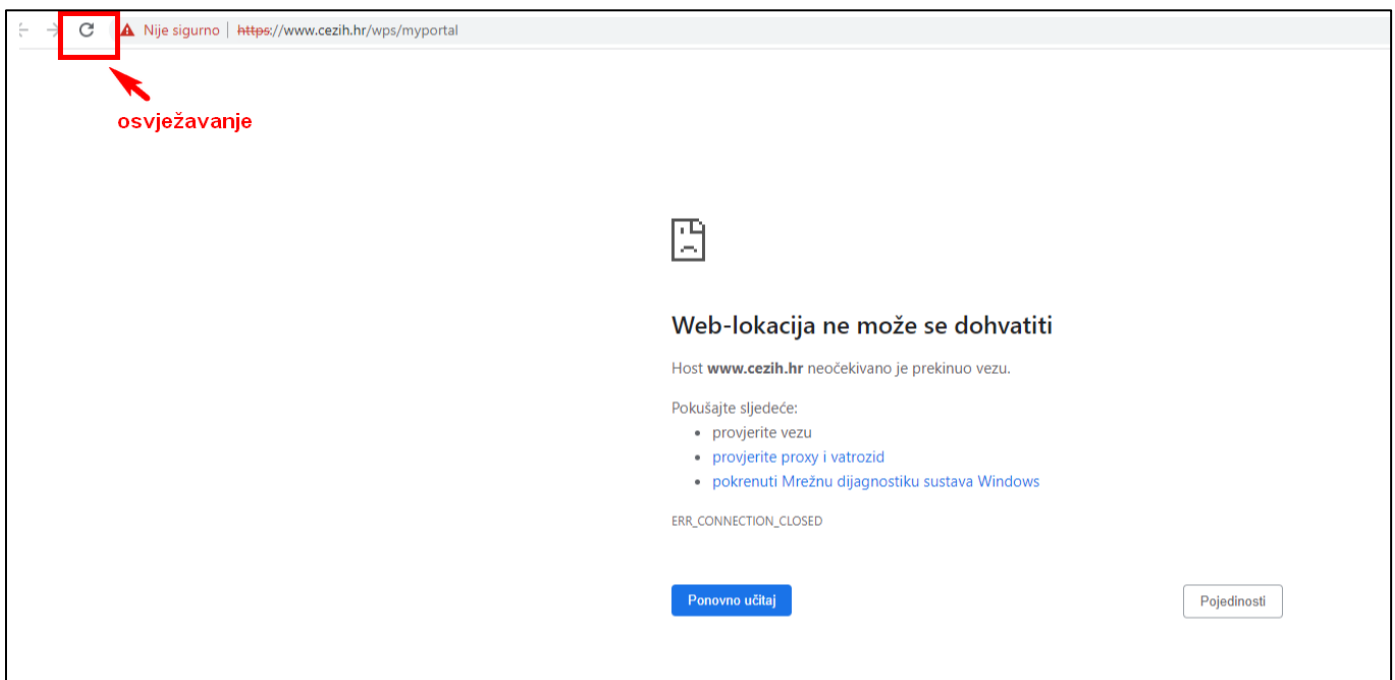 Nije sigurno | https://www.cezih.hr/wps/myportal
osvježavanje
Web-lokacija ne može se dohvatiti
Host www.cezih.hr neočekivano je prekinuo vezu.
Pokušajte sljedeće:
• provjerite vezu
• provjerite proxy i vatrozid
• pokrenuti Mrežnu dijagnostiku sustava Windows
ERR_CONNECTION_CLOSED
Ponovno učitaj
Pojedinosti